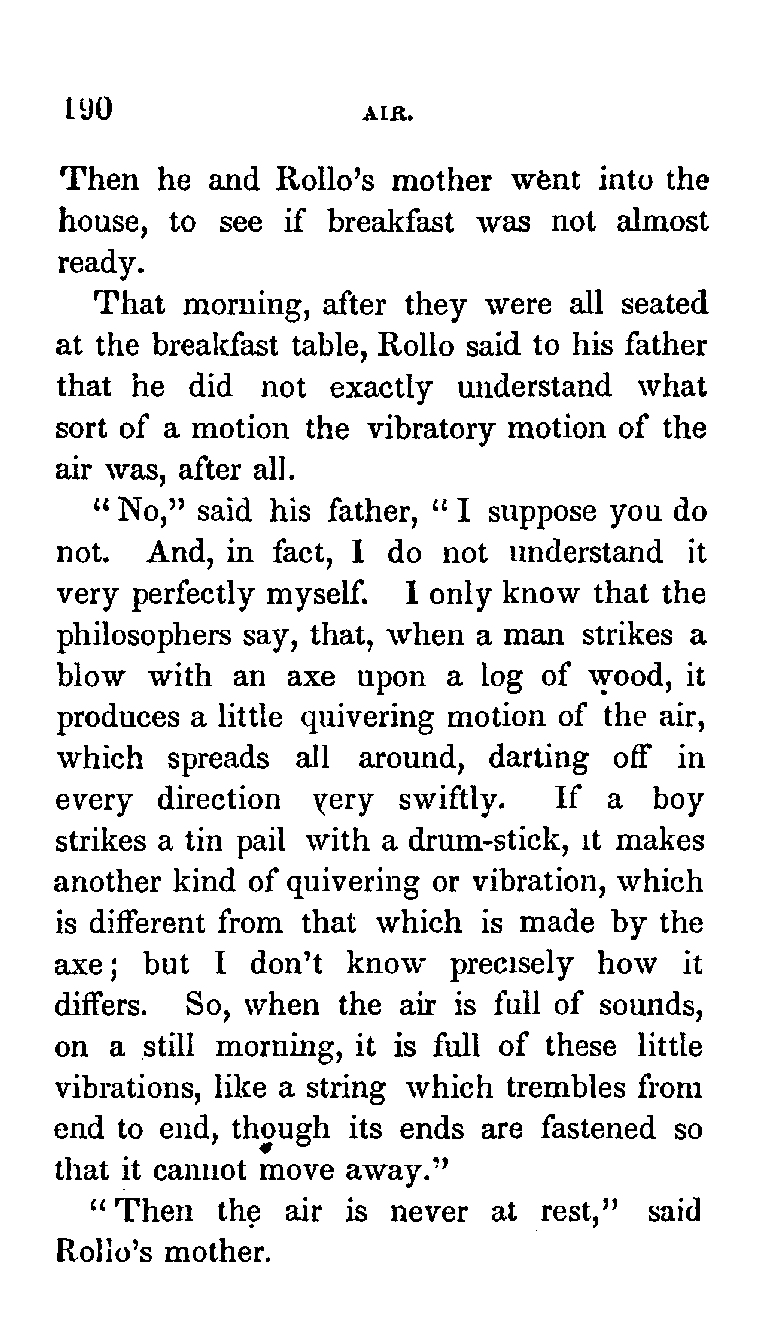 190 AIR.
Then he and Rollo's mother went into the
house, to see if breakfast was not almost
ready.
That morning, after they were all seated
at the breakfast table, Rollo said to his father
that he did not exactly understand what
sort of a motion the vibratory motion of the
air was, after all.
"No," said his father, "I suppose you do
not. And, in fact, I do not understand it
very perfectly myself. I only know that the
philosophers say, that, when a man strikes a
blow with an axe upon a log of wood, it
produces a little quivering motion of the air,
which spreads all around, darting off in
every direction very swiftly. If a boy
strikes a tin pail with a drum-stick, it makes
another kind of quivering or vibration, which
is different from that which is made by the
axe; but I don't know precisely how it
differs. So, when the air is full of sounds,
on a still morning, it is full of these little
vibrations, like a string which trembles from
end to end, though its ends are fastened so
that it cannot move away."
"Then the air is never at rest," said
Rollo's mother.